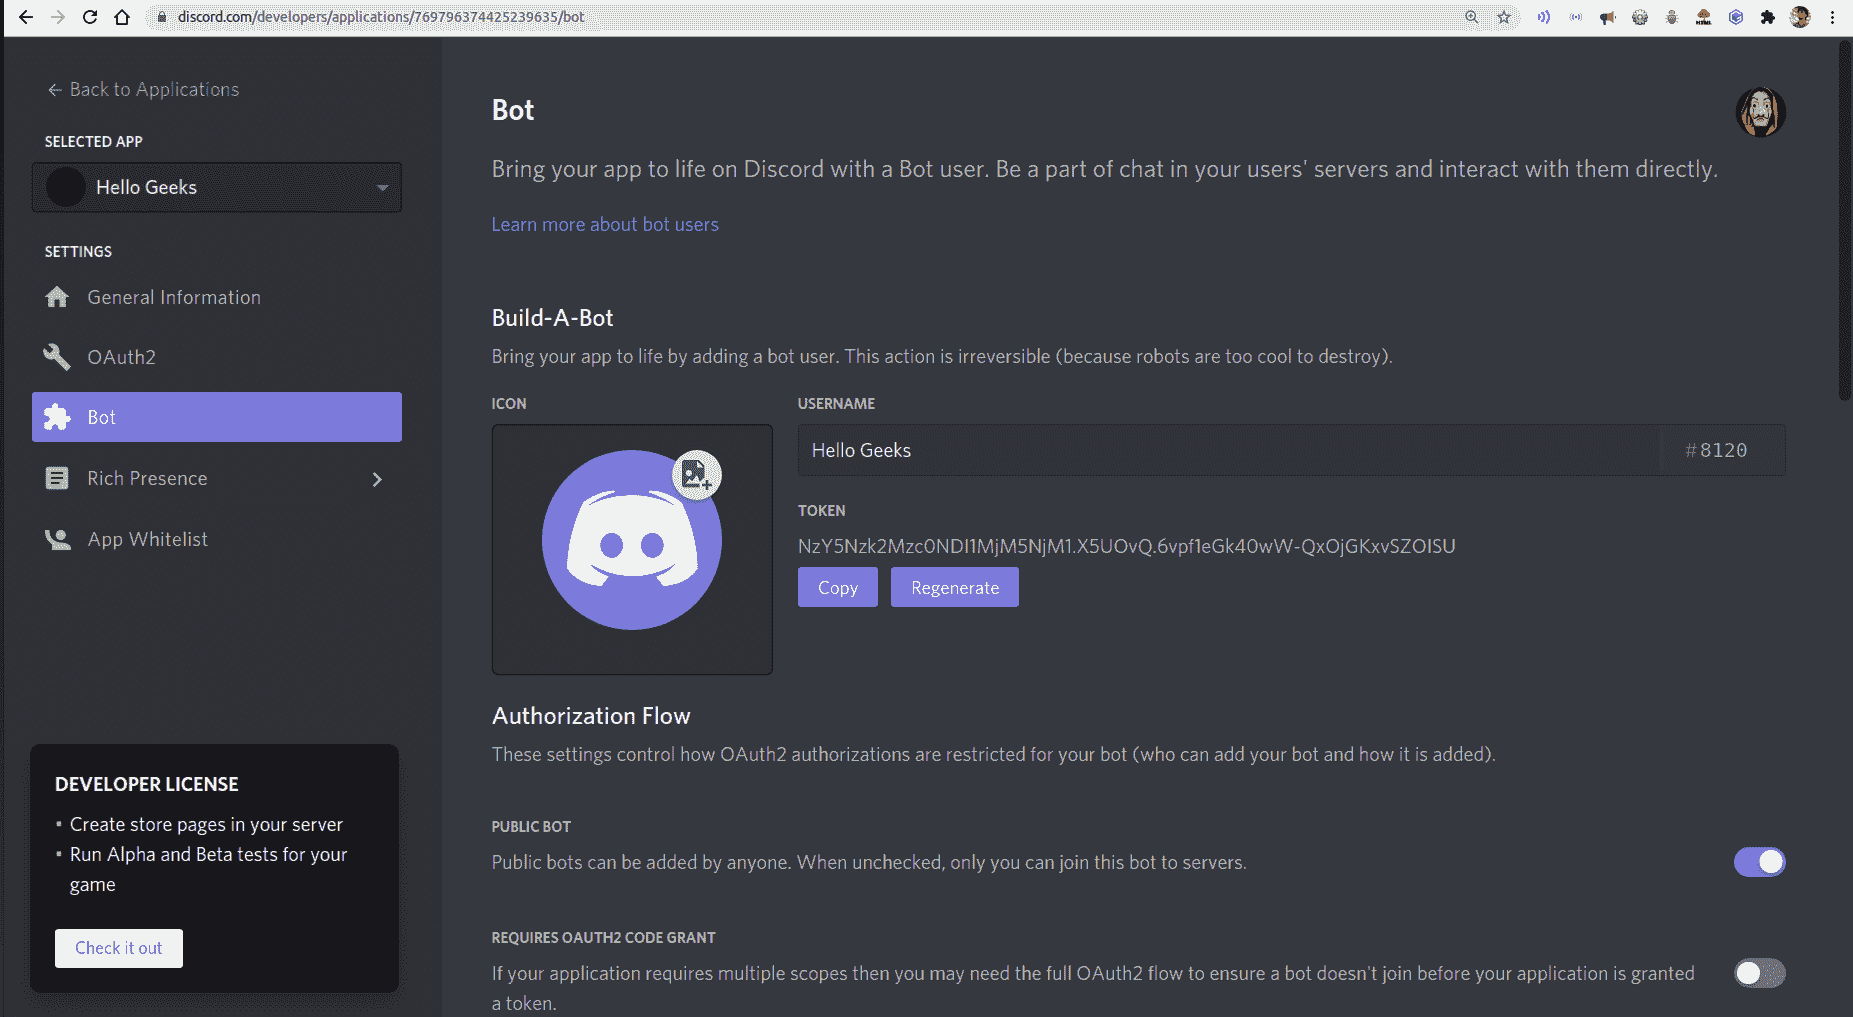 discord.com/developers/applications/769796374425239635/bot
← Back to Applications
SELECTED APP
Hello Geeks
SETTINGS
General Information
OAuth2
Bot
Rich Presence
App Whitelist
DEVELOPER LICENSE
• Create store pages in your server
• Run Alpha and Beta tests for your
game
Check it out
Bot
Bring your app to life on Discord with a Bot user. Be a part of chat in your users' servers and interact with them directly.
Learn more about bot users
Build-A-Bot
Bring your app to life by adding a bot user. This action is irreversible (because robots are too cool to destroy).
ICON
USERNAME
Hello Geeks #8120
TOKEN
NzY5Nzk2Mzc0NDI1MjM5NjM1.X5UOvQ.6vpf1eGk40wW-QxOjGKxvSZOISU
Copy Regenerate
Authorization Flow
These settings control how OAuth2 authorizations are restricted for your bot (who can add your bot and how it is added).
PUBLIC BOT
Public bots can be added by anyone. When unchecked, only you can join this bot to servers.
REQUIRES OAUTH2 CODE GRANT
If your application requires multiple scopes then you may need the full OAuth2 flow to ensure a bot doesn't join before your application is granted
a token.